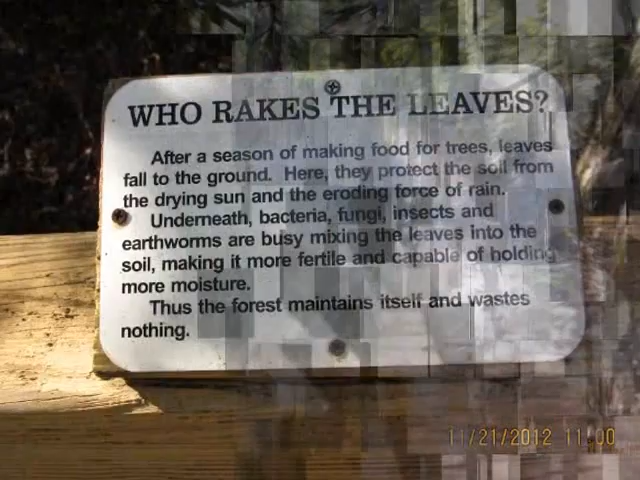 WHO RAKES THE LEAVES?
After a season of making food for trees, leaves
fall to the ground. Here, they protect the soil from
the drying sun and the eroding force of rain.
Underneath, bacteria, fungi, insects and
earthworms are busy mixing the leaves into the
soil, making it more fertile and capable of holding
more moisture.
Thus the forest maintains itself and wastes
nothing.
11/21/2012 11:00